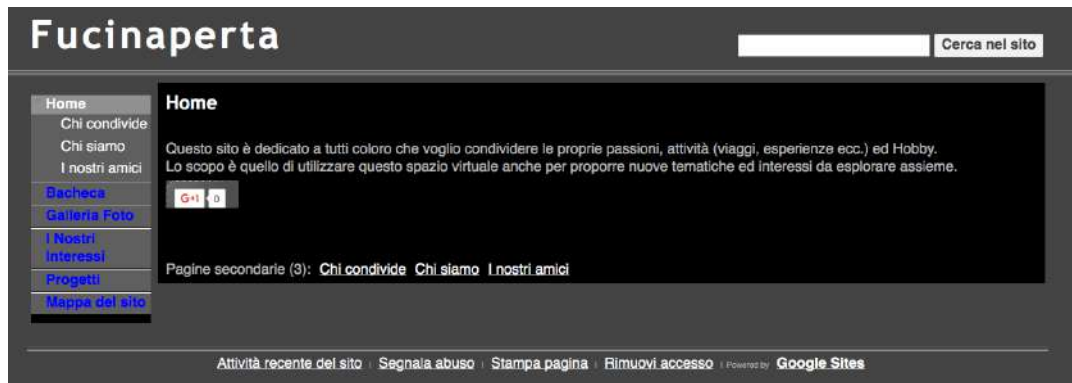 Fucinaperta
Cerca nel sito
Home
Chi condivide
Chi siamo
I nostri amici
Bacheca
Galleria Foto
I Nostri
Interessi
Progetti
Mappa del sito
Home
Questo sito è dedicato a tutti coloro che voglio condividere le proprie passioni, attività (viaggi, esperienze ecc.) ed Hobby.
Lo scopo è quello di utilizzare questo spazio virtuale anche per proporre nuove tematiche ed interessi da esplorare assieme.
G+1 0
Pagine secondarie (3): Chi condivide Chi siamo I nostri amici
Attività recente del sito | Segnala abuso | Stampa pagina | Rimuovi accesso | Powered by Google Sites